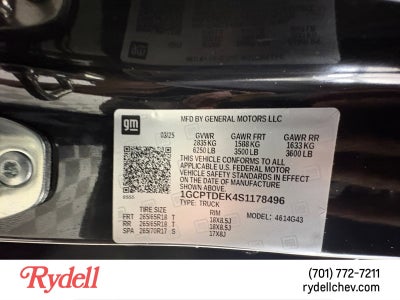 gm
MFD BY GENERAL MOTORS LLC
03/25 GVWR GAWR FRT GAWR RR
2835 KG 1588 KG 1633 KG
6250 LB 3500 LB 3600 LB
THIS VEHICLE CONFORMS TO ALL
APPLICABLE U.S. FEDERAL MOTOR
VEHICLE SAFETY STANDARDS IN EFFECT ON
THE DATE OF MANUFACTURE SHOWN ABOVE.
1GCPTDEK4S1178496
TYPE: TRUCK MODEL: 4614G43
TIRE SIZE RIM
FRT 265/65R18 T 18X8.5J
RR 265/65R18 T 18X8.5J
SPA 265/70R17 S 17X8J
Rydell
(701) 772-7211
rydellchev.com